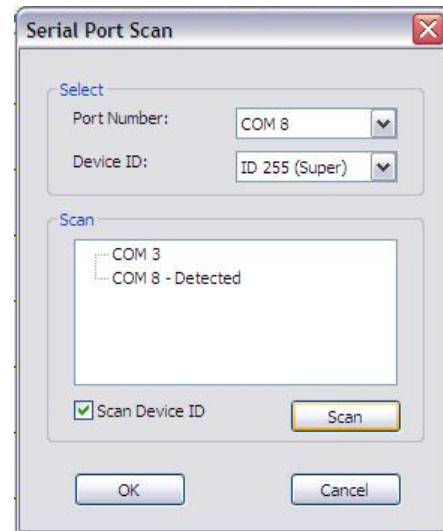 Serial Port Scan
Select
Port Number:
COM 8
Device ID:
ID 255 (Super)
Scan
COM 3
COM 8 - Detected
Scan Device ID
Scan
OK
Cancel